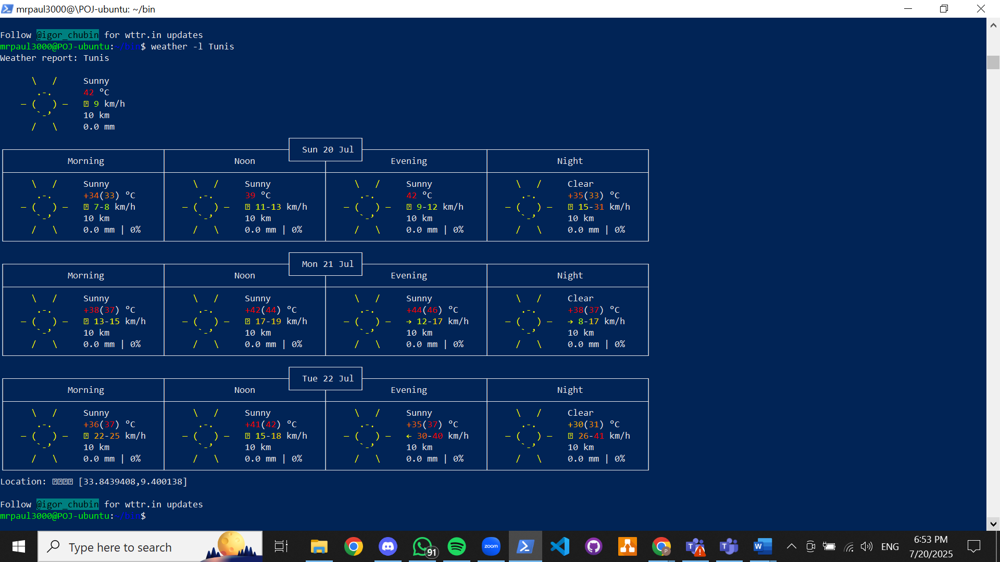 mrpaul3000@\POJ-ubuntu: ~/bin
Follow @igor_chubin for wttr.in updates
mrpaul3000@POJ-ubuntu:~/bin$ weather -l Tunis
Weather report: Tunis
Sunny
42 °C
9 km/h
10 km
0.0 mm
Sun 20 Jul
Morning Noon Evening Night
Sunny Sunny Sunny Clear
+34(33) °C 39 °C 42 °C +35(33) °C
7-8 km/h 11-13 km/h 9-12 km/h 15-31 km/h
10 km 10 km 10 km 10 km
0.0 mm | 0% 0.0 mm | 0% 0.0 mm | 0% 0.0 mm | 0%
Mon 21 Jul
Morning Noon Evening Night
Sunny Sunny Sunny Clear
+38(37) °C +42(44) °C +44(46) °C +38(37) °C
13-15 km/h 17-19 km/h → 12-17 km/h → 8-17 km/h
10 km 10 km 10 km 10 km
0.0 mm | 0% 0.0 mm | 0% 0.0 mm | 0% 0.0 mm | 0%
Tue 22 Jul
Morning Noon Evening Night
Sunny Sunny Sunny Clear
+36(37) °C +41(42) °C +35(37) °C +30(31) °C
22-25 km/h 15-18 km/h ← 30-40 km/h 26-41 km/h
10 km 10 km 10 km 10 km
0.0 mm | 0% 0.0 mm | 0% 0.0 mm | 0% 0.0 mm | 0%
Location: [33.8439408,9.400138]
Follow @igor_chubin for wttr.in updates
mrpaul3000@POJ-ubuntu:~/bin$
Type here to search
91
zoom
P
ENG
6:53 PM
7/20/2025